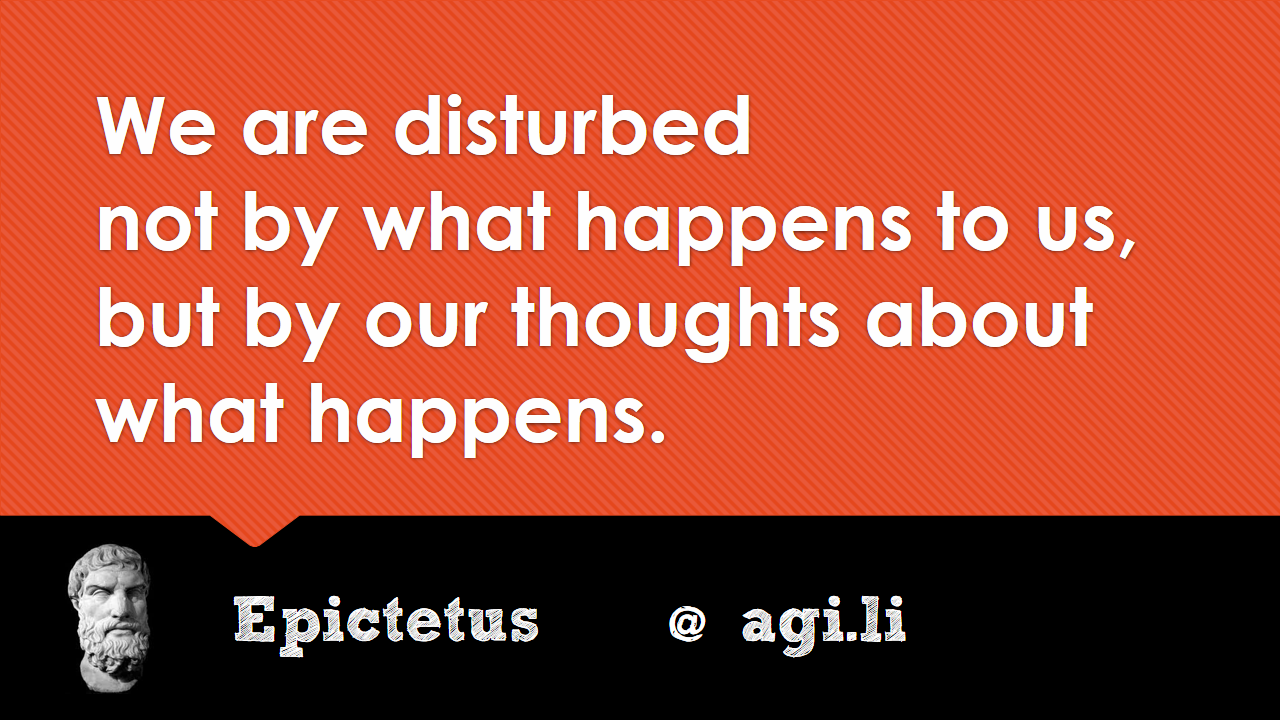 We are disturbed
not by what happens to us,
but by our thoughts about
what happens.
Epictetus @ agi.li